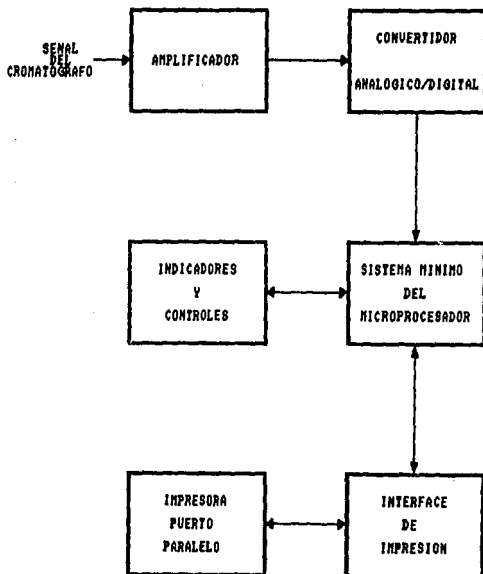 SENAL
DEL
CROMATOGRAFO
AMPLIFICADOR
CONVERTIDOR
ANALOGICO/DIGITAL
INDICADORES
Y
CONTROLES
SISTEMA MINIMO
DEL
MICROPROCESADOR
IMPRESORA
PUERTO
PARALELO
INTERFACE
DE
IMPRESION